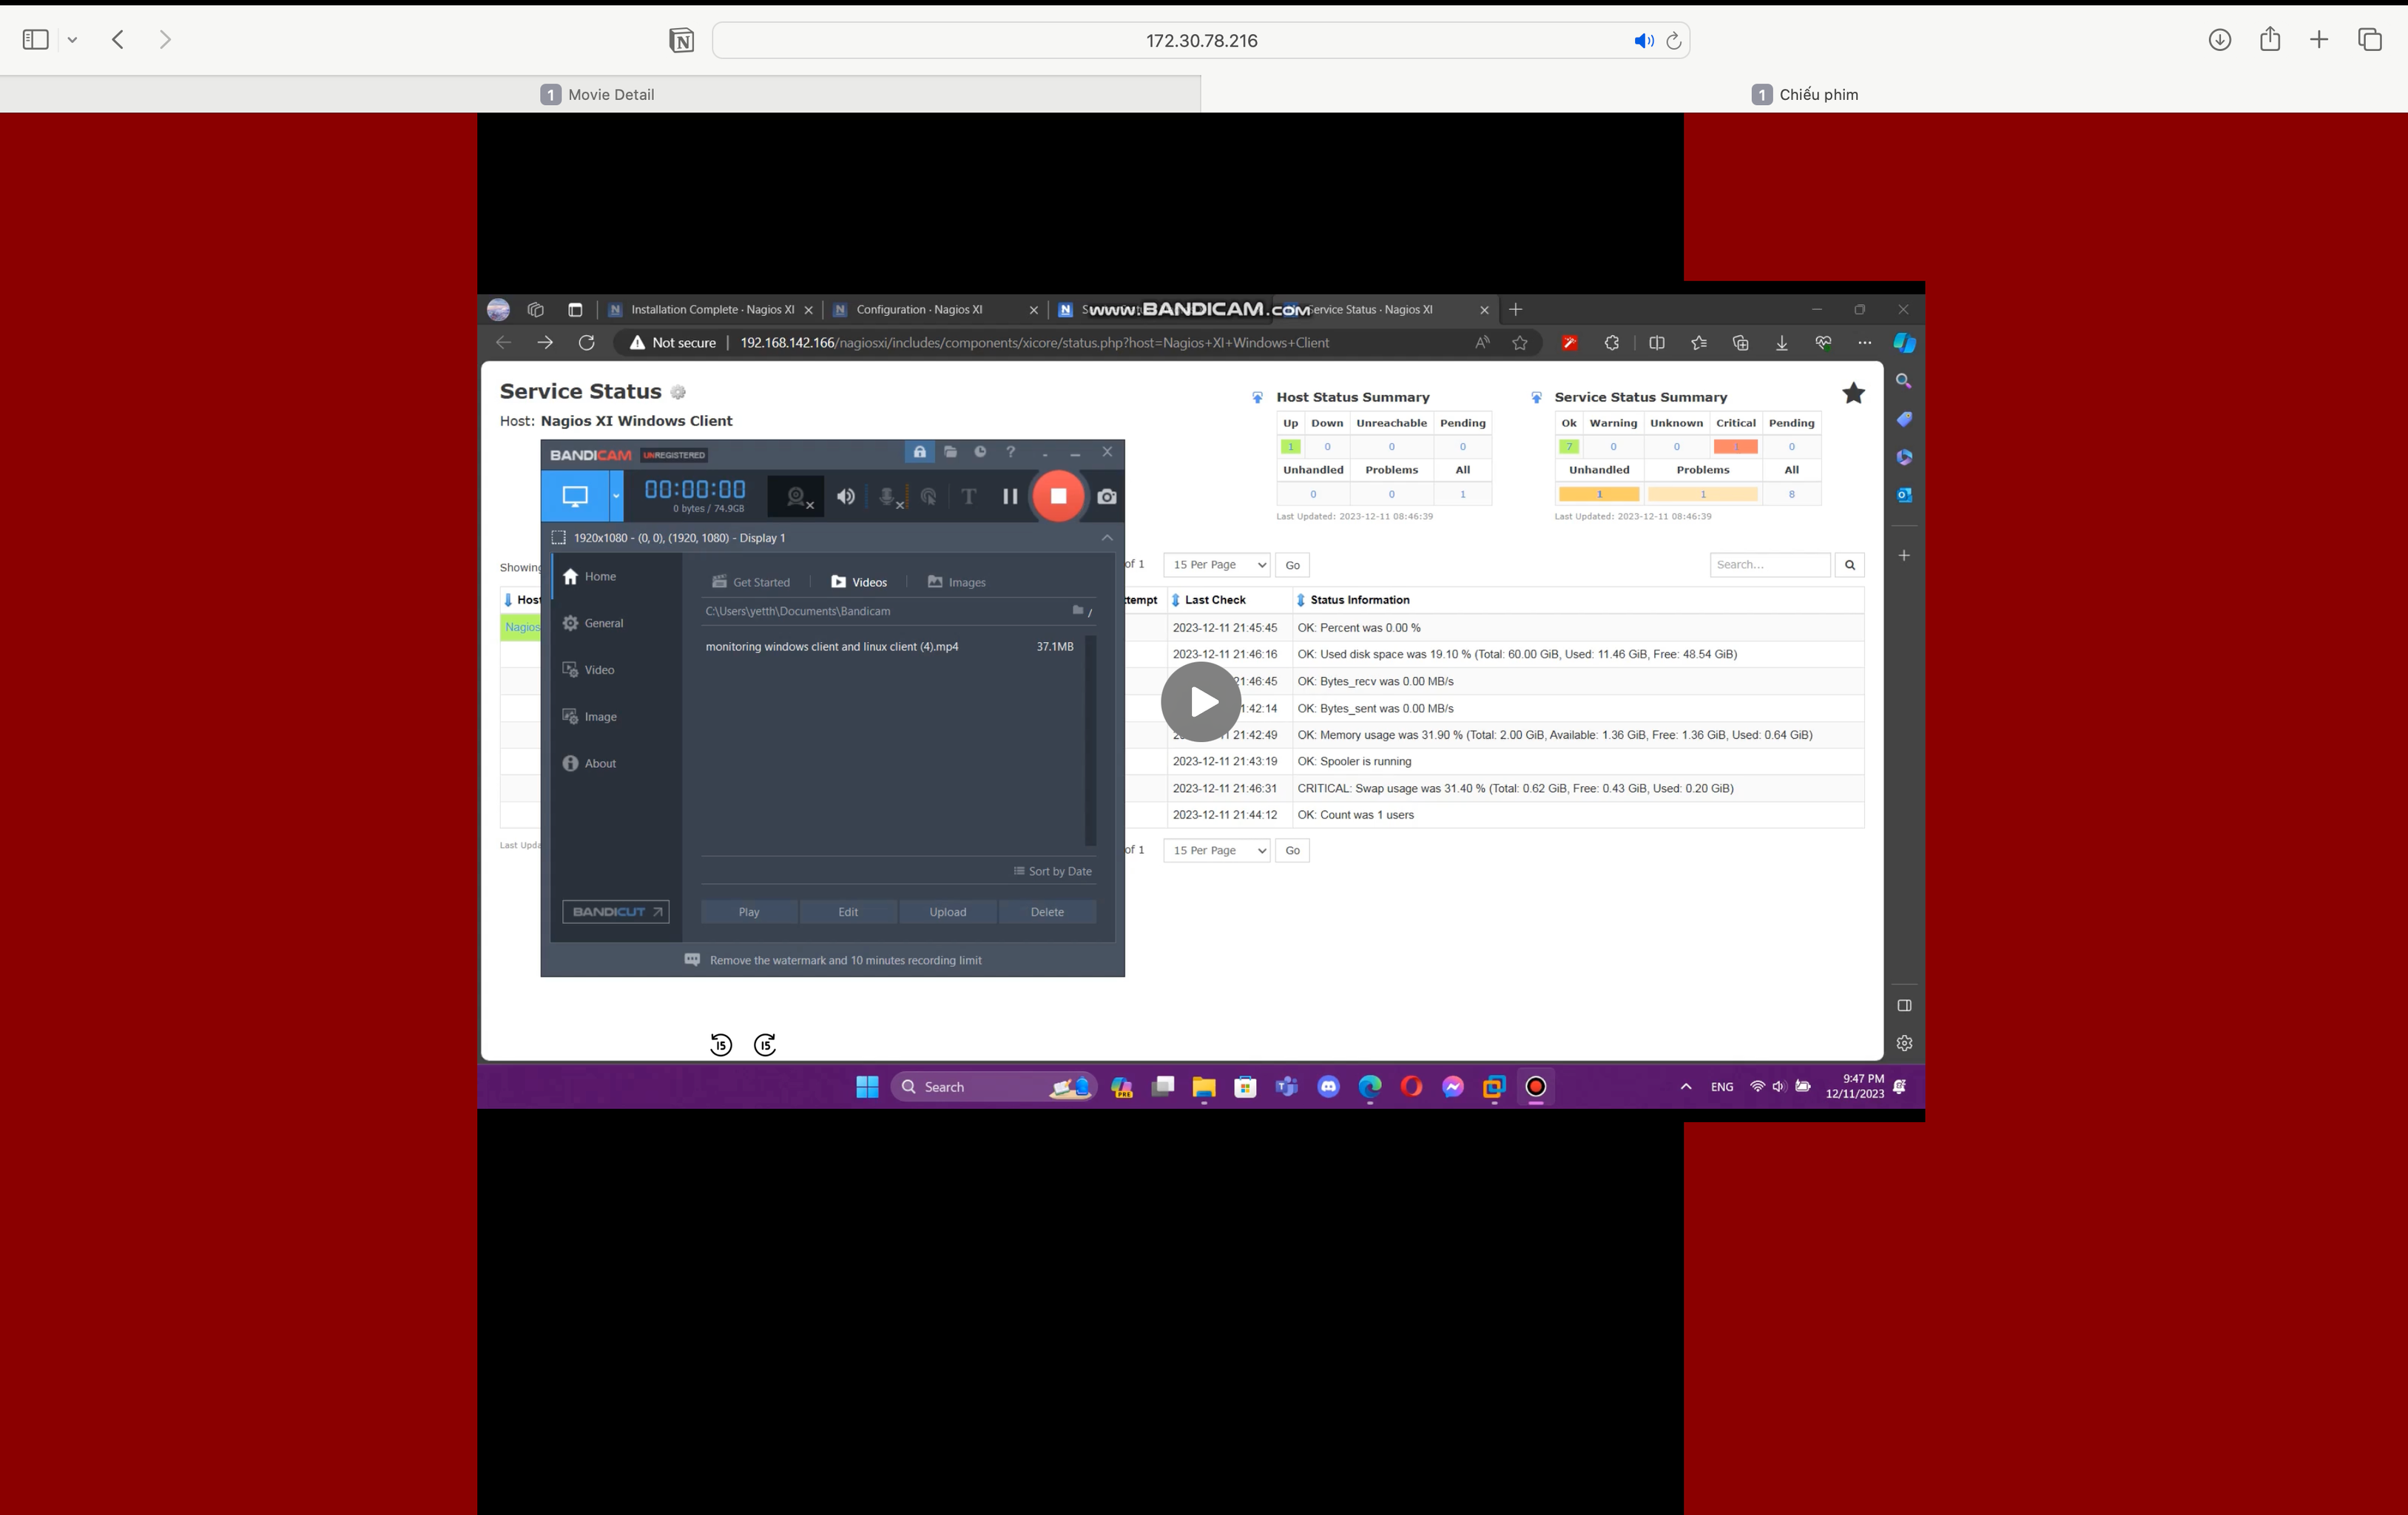 172.30.78.216
1 Movie Detail
1 Chiếu phim
Installation Complete - Nagios XI
Configuration - Nagios XI
www.BANDICAM.com
Service Status - Nagios XI
Not secure | 192.168.142.166/nagiosxi/includes/components/xicore/status.php?host=Nagios+XI+Windows+Client
Service Status
Host: Nagios XI Windows Client
Host Status Summary
Up Down Unreachable Pending
1 0 0 0
Unhandled Problems All
0 0 1
Last Updated: 2023-12-11 08:46:39
Service Status Summary
Ok Warning Unknown Critical Pending
7 0 0 1 0
Unhandled Problems All
1 1 8
Last Updated: 2023-12-11 08:46:39
BANDICAM UNREGISTERED
00:00:00
0 bytes / 74.9GB
1920x1080 - (0, 0), (1920, 1080) - Display 1
Home
General
Video
Image
About
BANDICUT
Get Started
Videos
Images
C:\Users\yetth\Documents\Bandicam
monitoring windows client and linux client (4).mp4 37.1MB
Sort by Date
Play Edit Upload Delete
Remove the watermark and 10 minutes recording limit
Showing
of 1 15 Per Page Go
Search...
Host
ttempt Last Check Status Information
Nagios
2023-12-11 21:45:45 OK: Percent was 0.00 %
2023-12-11 21:46:16 OK: Used disk space was 19.10 % (Total: 60.00 GiB, Used: 11.46 GiB, Free: 48.54 GiB)
21:46:45 OK: Bytes_recv was 0.00 MB/s
1:42:14 OK: Bytes_sent was 0.00 MB/s
21:42:49 OK: Memory usage was 31.90 % (Total: 2.00 GiB, Available: 1.36 GiB, Free: 1.36 GiB, Used: 0.64 GiB)
2023-12-11 21:43:19 OK: Spooler is running
2023-12-11 21:46:31 CRITICAL: Swap usage was 31.40 % (Total: 0.62 GiB, Free: 0.43 GiB, Used: 0.20 GiB)
2023-12-11 21:44:12 OK: Count was 1 users
Last Upda
of 1 15 Per Page Go
15 15
Search
PRE
ENG
9:47 PM
12/11/2023